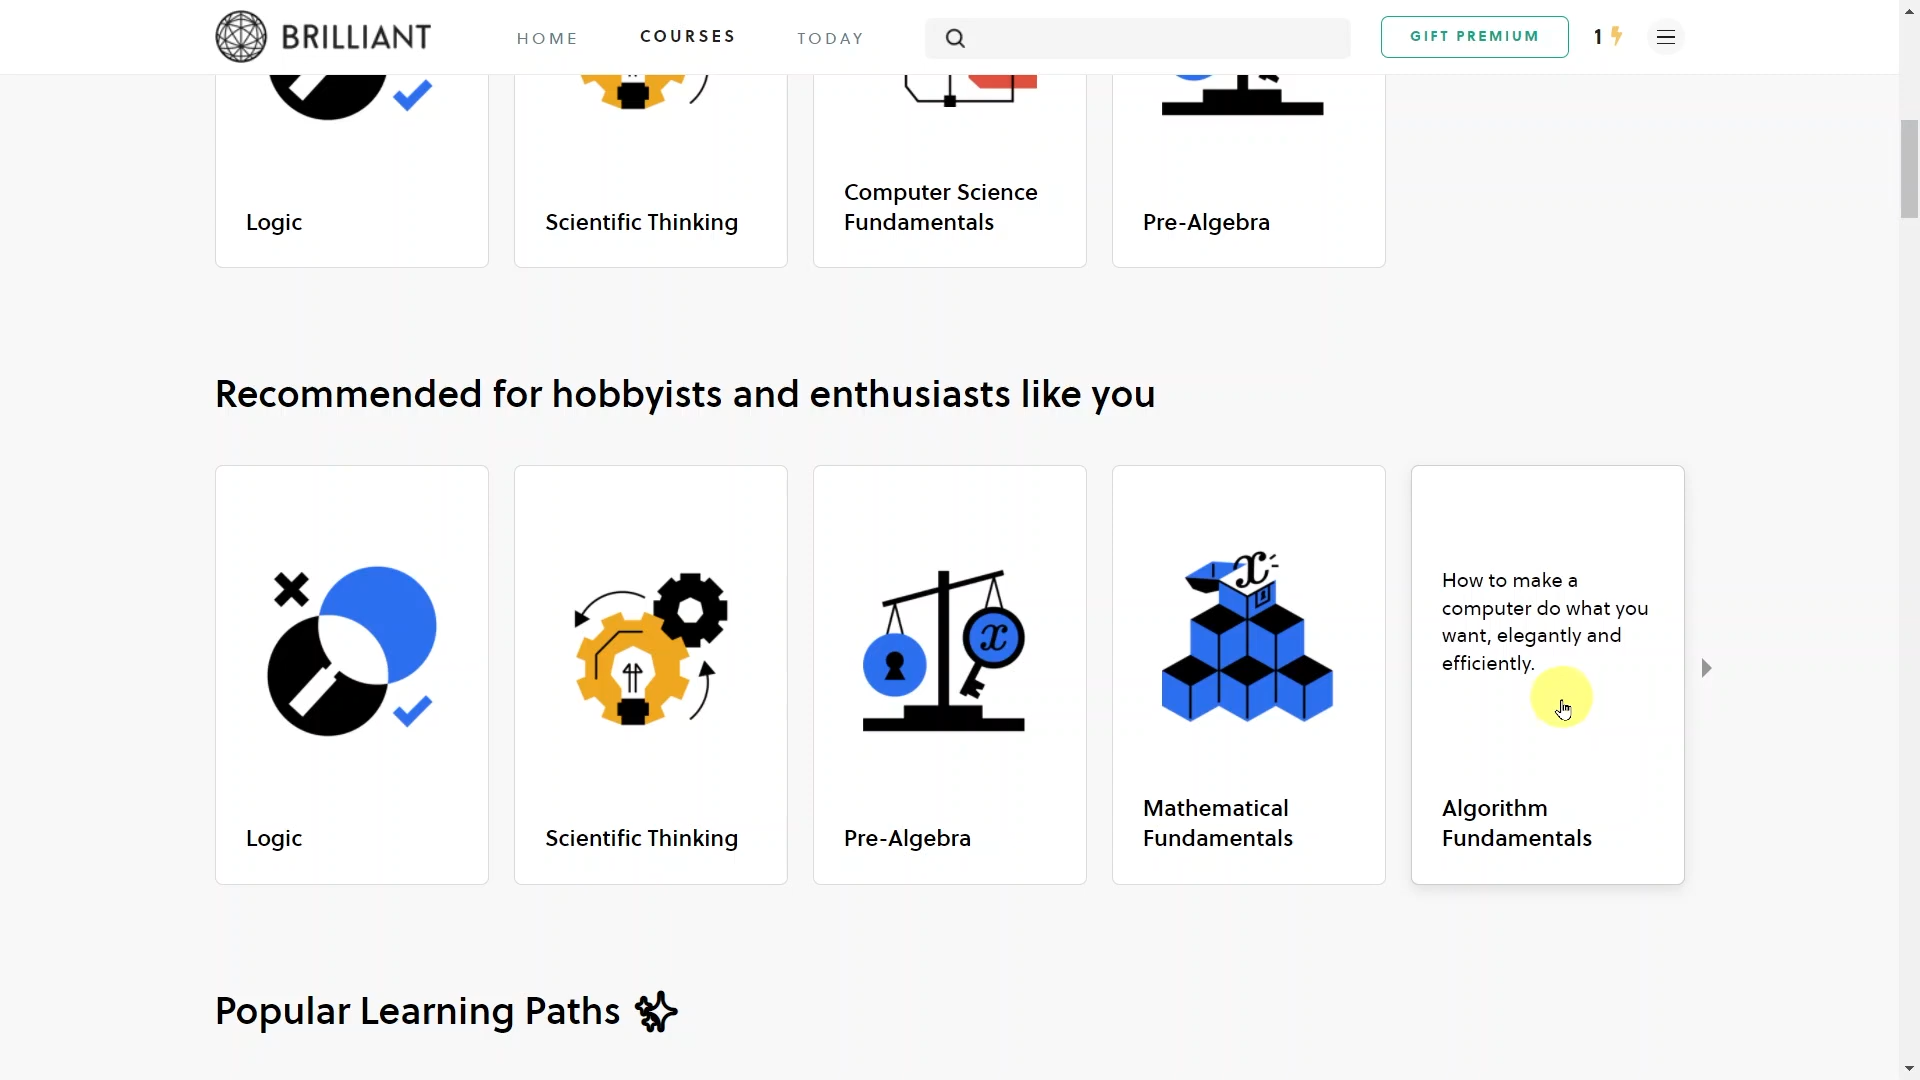 BRILLIANT
HOME
COURSES
TODAY
GIFT PREMIUM
1
Logic
Scientific Thinking
Computer Science
Fundamentals
Pre-Algebra
Recommended for hobbyists and enthusiasts like you
x
x
How to make a
computer do what you
want, elegantly and
efficiently.
Logic
Scientific Thinking
Pre-Algebra
Mathematical
Fundamentals
Algorithm
Fundamentals
Popular Learning Paths